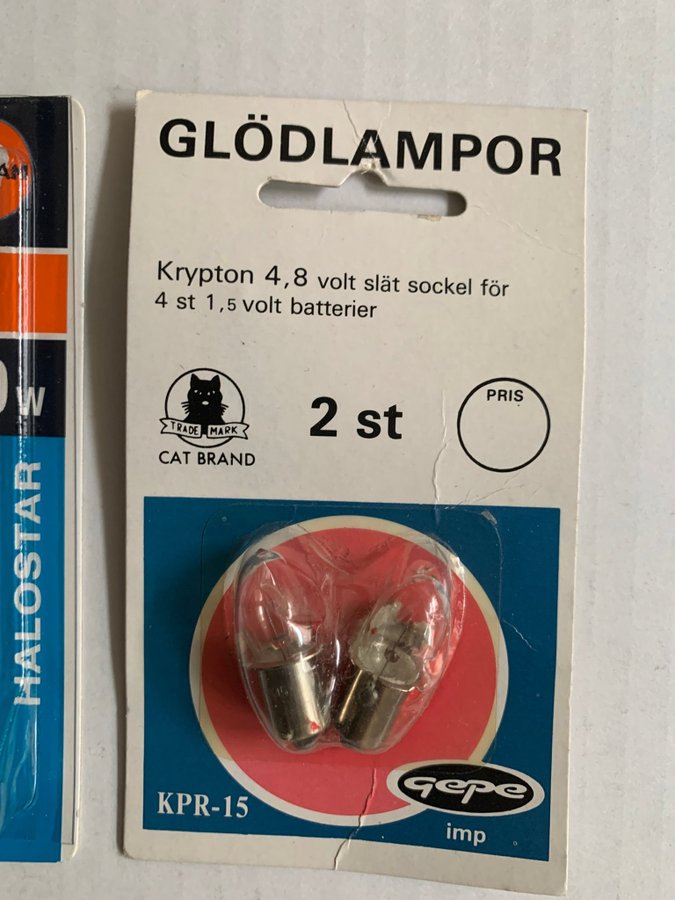 GLÖDLAMPOR
Krypton 4,8 volt slät sockel för
4 st 1,5 volt batterier
TRADE MARK
CAT BRAND
2 st
PRIS
KPR-15
gepe
imp
AM
W
HALOSTAR